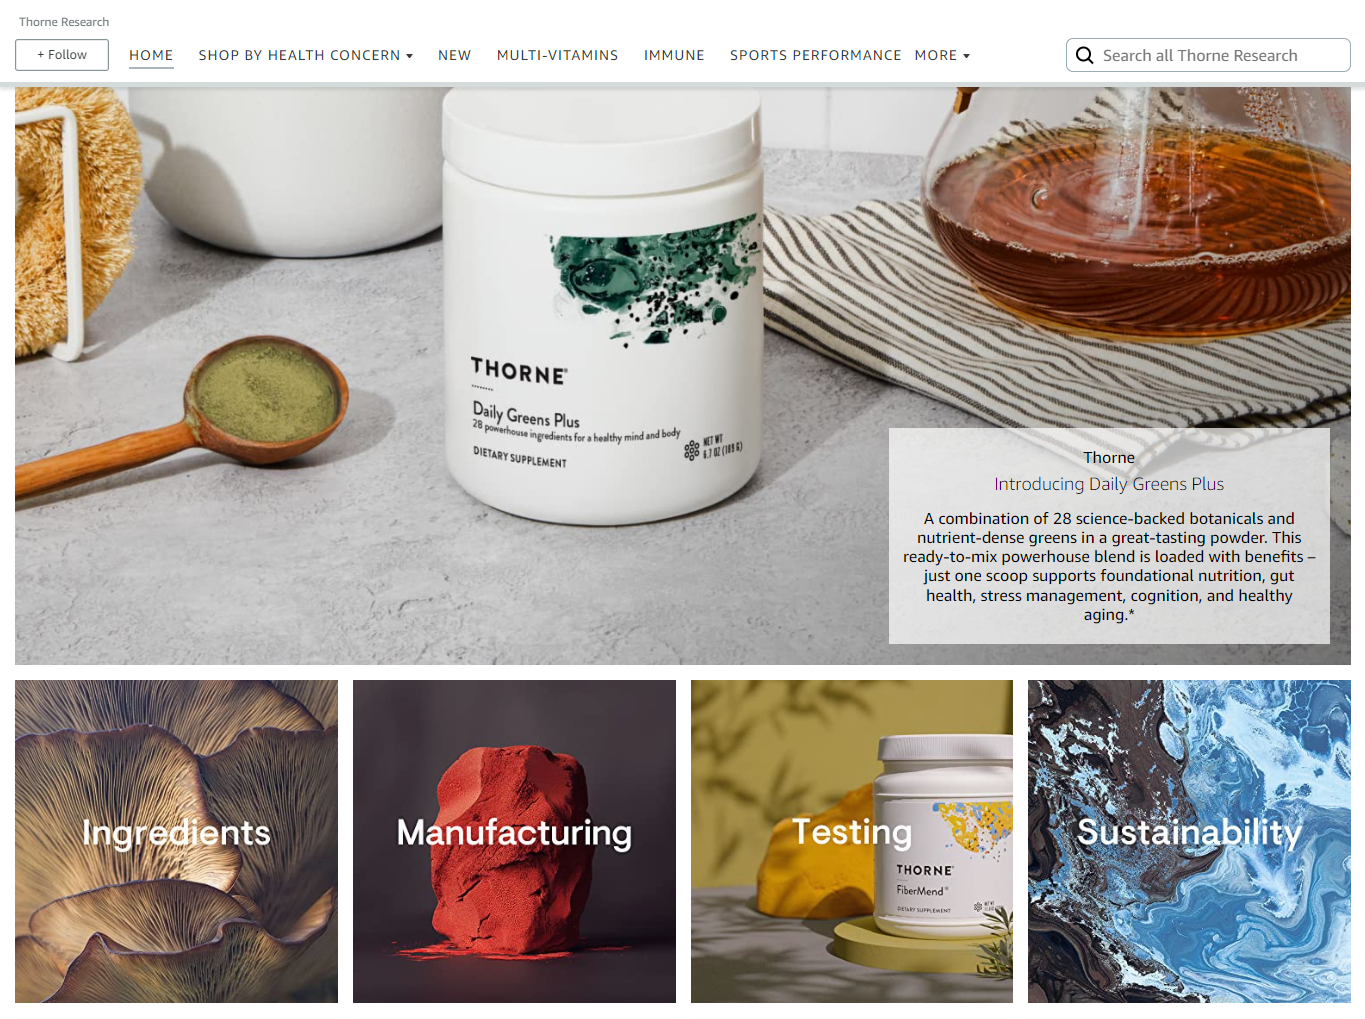 Thorne Research
+ Follow
HOME
SHOP BY HEALTH CONCERN
NEW
MULTI-VITAMINS
IMMUNE
SPORTS PERFORMANCE
MORE
Search all Thorne Research
THORNE®
Daily Greens Plus
28 powerhouse ingredients for a healthy mind and body
DIETARY SUPPLEMENT
NET WT
6.7 OZ (189 G)
Thorne
Introducing Daily Greens Plus
A combination of 28 science-backed botanicals and
nutrient-dense greens in a great-tasting powder. This
ready-to-mix powerhouse blend is loaded with benefits –
just one scoop supports foundational nutrition, gut
health, stress management, cognition, and healthy
aging.*
Ingredients
Manufacturing
Testing
THORNE®
FiberMend®
DIETARY SUPPLEMENT
NET WT
Sustainability